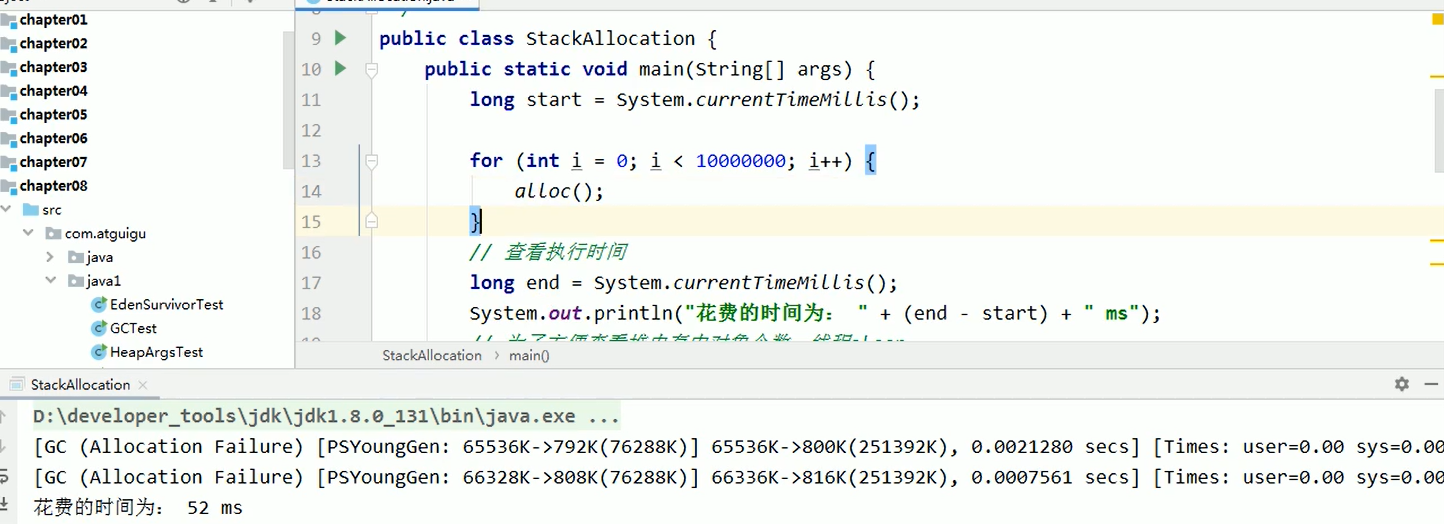 chapter01
chapter02
chapter03
chapter04
chapter05
chapter06
chapter07
chapter08
src
com.atguigu
java
java1
EdenSurvivorTest
GCTest
HeapArgsTest
9 public class StackAllocation {
10 public static void main(String[] args) {
11 long start = System.currentTimeMillis();
12
13 for (int i = 0; i < 10000000; i++) {
14 alloc();
15 }
16 // 查看执行时间
17 long end = System.currentTimeMillis();
18 System.out.println("花费的时间为： " + (end - start) + " ms");
StackAllocation › main()
StackAllocation
D:\developer_tools\jdk\jdk1.8.0_131\bin\java.exe ...
[GC (Allocation Failure) [PSYoungGen: 65536K->792K(76288K)] 65536K->800K(251392K), 0.0021280 secs] [Times: user=0.00 sys=0.00
[GC (Allocation Failure) [PSYoungGen: 66328K->808K(76288K)] 66336K->816K(251392K), 0.0007561 secs] [Times: user=0.00 sys=0.00
花费的时间为： 52 ms